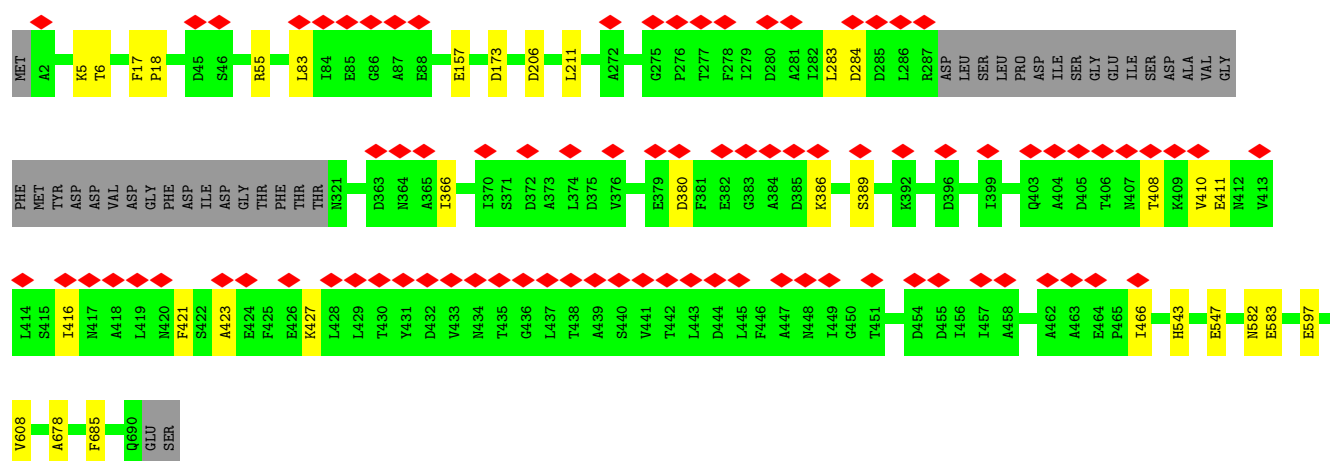 MET A2 K5 T6 F17 P18 D45 S46 R55 L83 I84 E85 G86 A87 E88 E157 D173 D206 L211 A272 G275 P276 T277 F278 I279 D280 A281 I282 L283 D284 D285 L286 R287 ASP LEU SER LEU PRO ASP ILE SER GLY GLU ILE SER ASP ALA VAL GLY
PHE MET TYR ASP ASP VAL ASP GLY PHE ASP ILE ASP GLY THR PHE THR THR N321 D363 N364 A365 I366 I370 S371 D372 A373 L374 D375 V376 E379 D380 F381 E382 G383 A384 D385 K386 S389 K392 D396 I399 Q403 A404 D405 T406 N407 T408 K409 V410 E411 N412 V413
L414 S415 I416 N417 A418 L419 N420 F421 S422 A423 E424 F425 E426 K427 L428 L429 T430 Y431 D432 V433 N434 T435 G436 L437 T438 A439 S440 V441 T442 L443 D444 L445 F446 A447 N448 I449 G450 T451 D454 D455 I456 I457 A458 A462 A463 E464 P465 I466 H543 E547 N582 E583 E597
V608 A678 F685 Q690 GLU SER